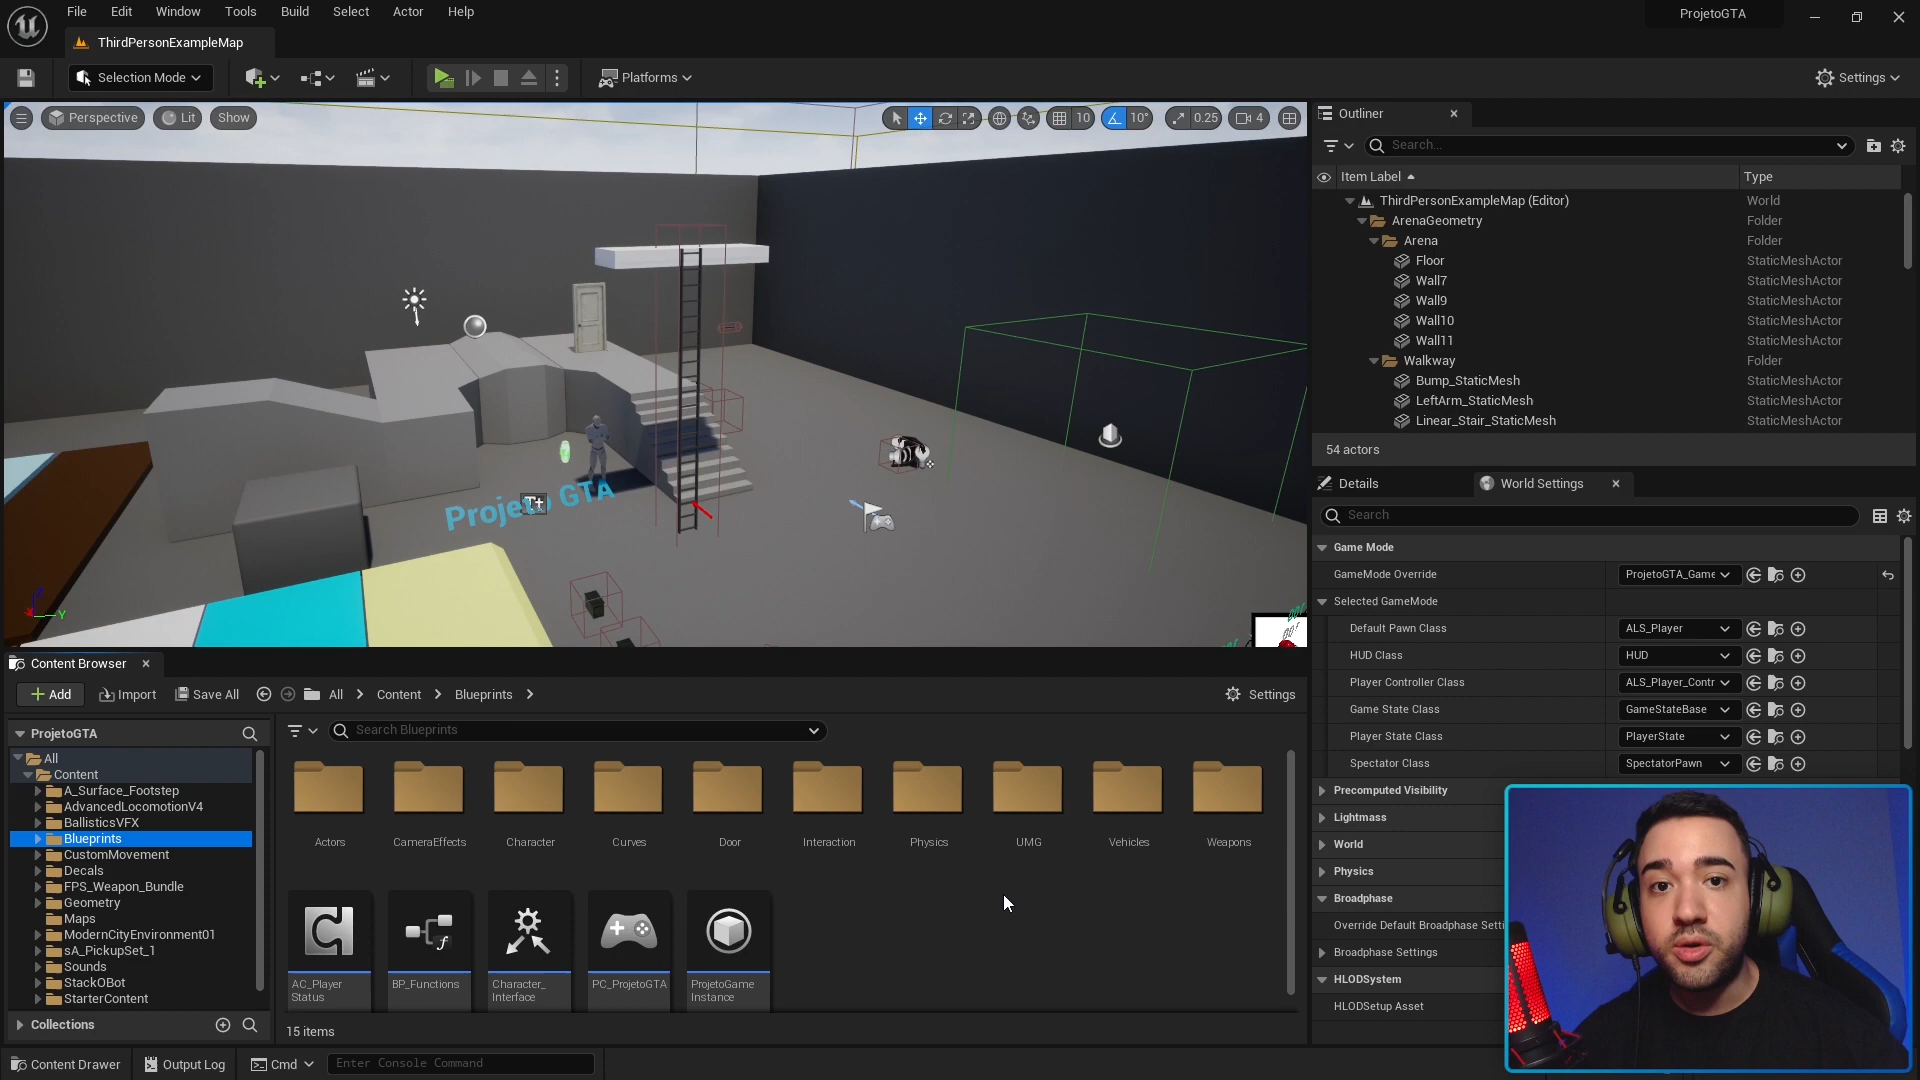 File Edit Window Tools Build Select Actor Help
ProjetoGTA
ThirdPersonExampleMap
Selection Mode
Platforms
Settings
Perspective Lit Show
10 10° 0.25 4
Projeto GTA
Outliner
Search...
Item Label Type
ThirdPersonExampleMap (Editor) World
ArenaGeometry Folder
Arena Folder
Floor StaticMeshActor
Wall7 StaticMeshActor
Wall9 StaticMeshActor
Wall10 StaticMeshActor
Wall11 StaticMeshActor
Walkway Folder
Bump_StaticMesh StaticMeshActor
LeftArm_StaticMesh StaticMeshActor
Linear_Stair_StaticMesh StaticMeshActor
54 actors
Details World Settings
Search
Game Mode
GameMode Override ProjetoGTA_Game
Selected GameMode
Default Pawn Class ALS_Player
HUD Class HUD
Player Controller Class ALS_Player_Contr
Game State Class GameStateBase
Player State Class PlayerState
Spectator Class SpectatorPawn
Precomputed Visibility
Lightmass
World
Physics
Broadphase
Override Default Broadphase Setti
Broadphase Settings
HLODSystem
HLODSetup Asset
Content Browser
Add Import Save All All Content Blueprints Settings
ProjetoGTA
Search Blueprints
All
Content
A_Surface_Footstep
AdvancedLocomotionV4
BallisticsVFX
Blueprints
CustomMovement
Decals
FPS_Weapon_Bundle
Geometry
Maps
ModernCityEnvironment01
sA_PickupSet_1
Sounds
StackOBot
StarterContent
Collections
Actors CameraEffects Character Curves Door Interaction Physics UMG Vehicles Weapons
AC_Player
Status
BP_Functions
Character_
Interface
PC_ProjetoGTA
ProjetoGame
Instance
15 items
Content Drawer Output Log Cmd Enter Console Command